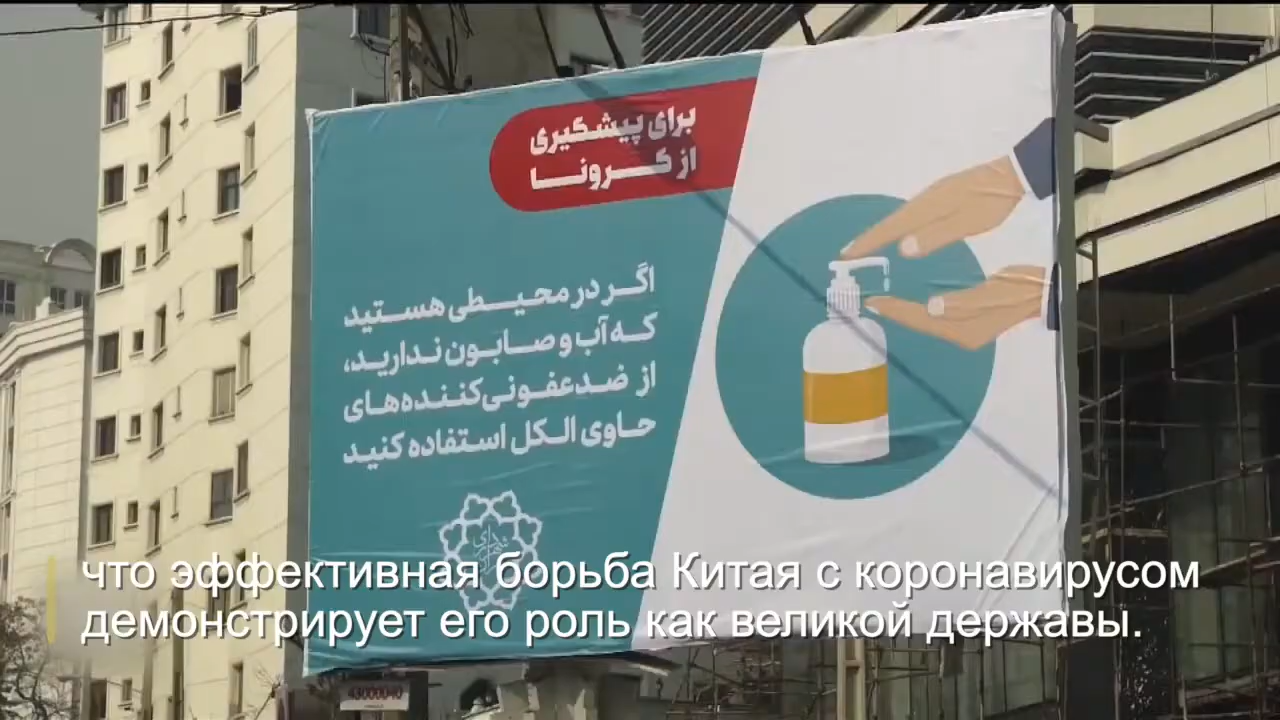 برای پیشگیری
از کرونا
اگر در محیطی هستید
که آب و صابون ندارید،
از ضدعفونی‌کننده‌های
حاوی الکل استفاده کنید
что эффективная борьба Китая с коронавирусом
демонстрирует его роль как великой державы.